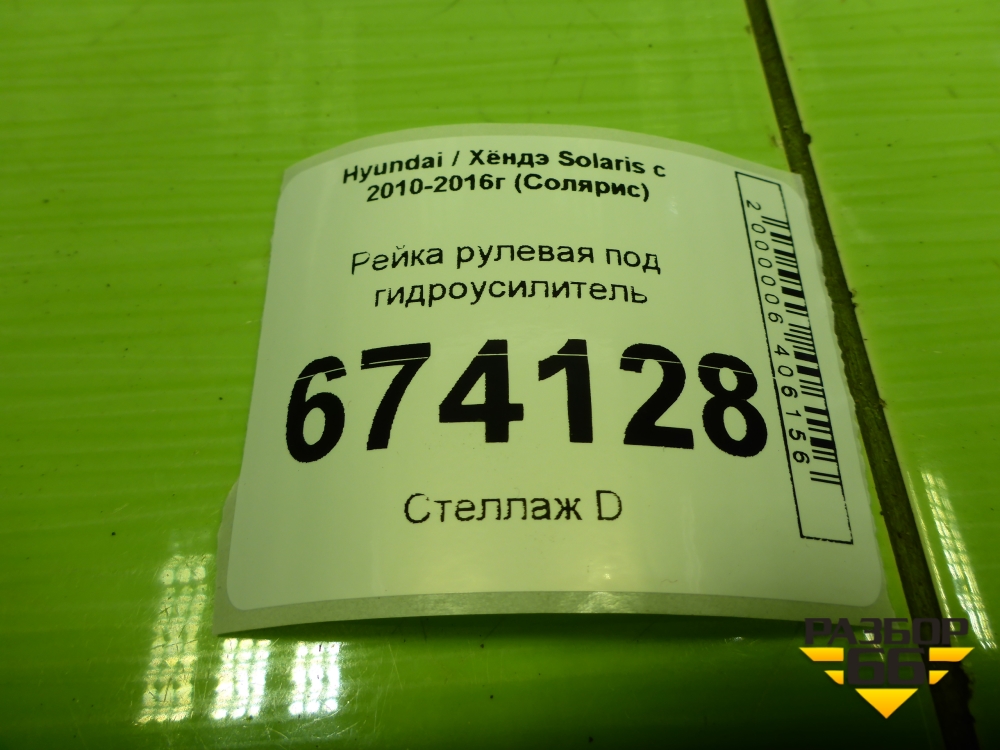 Hyundai / Хёндэ Solaris с
2010-2016г (Солярис)
Рейка рулевая под
гидроусилитель
674128
Стеллаж D
2000006406156
РАЗБОР
66